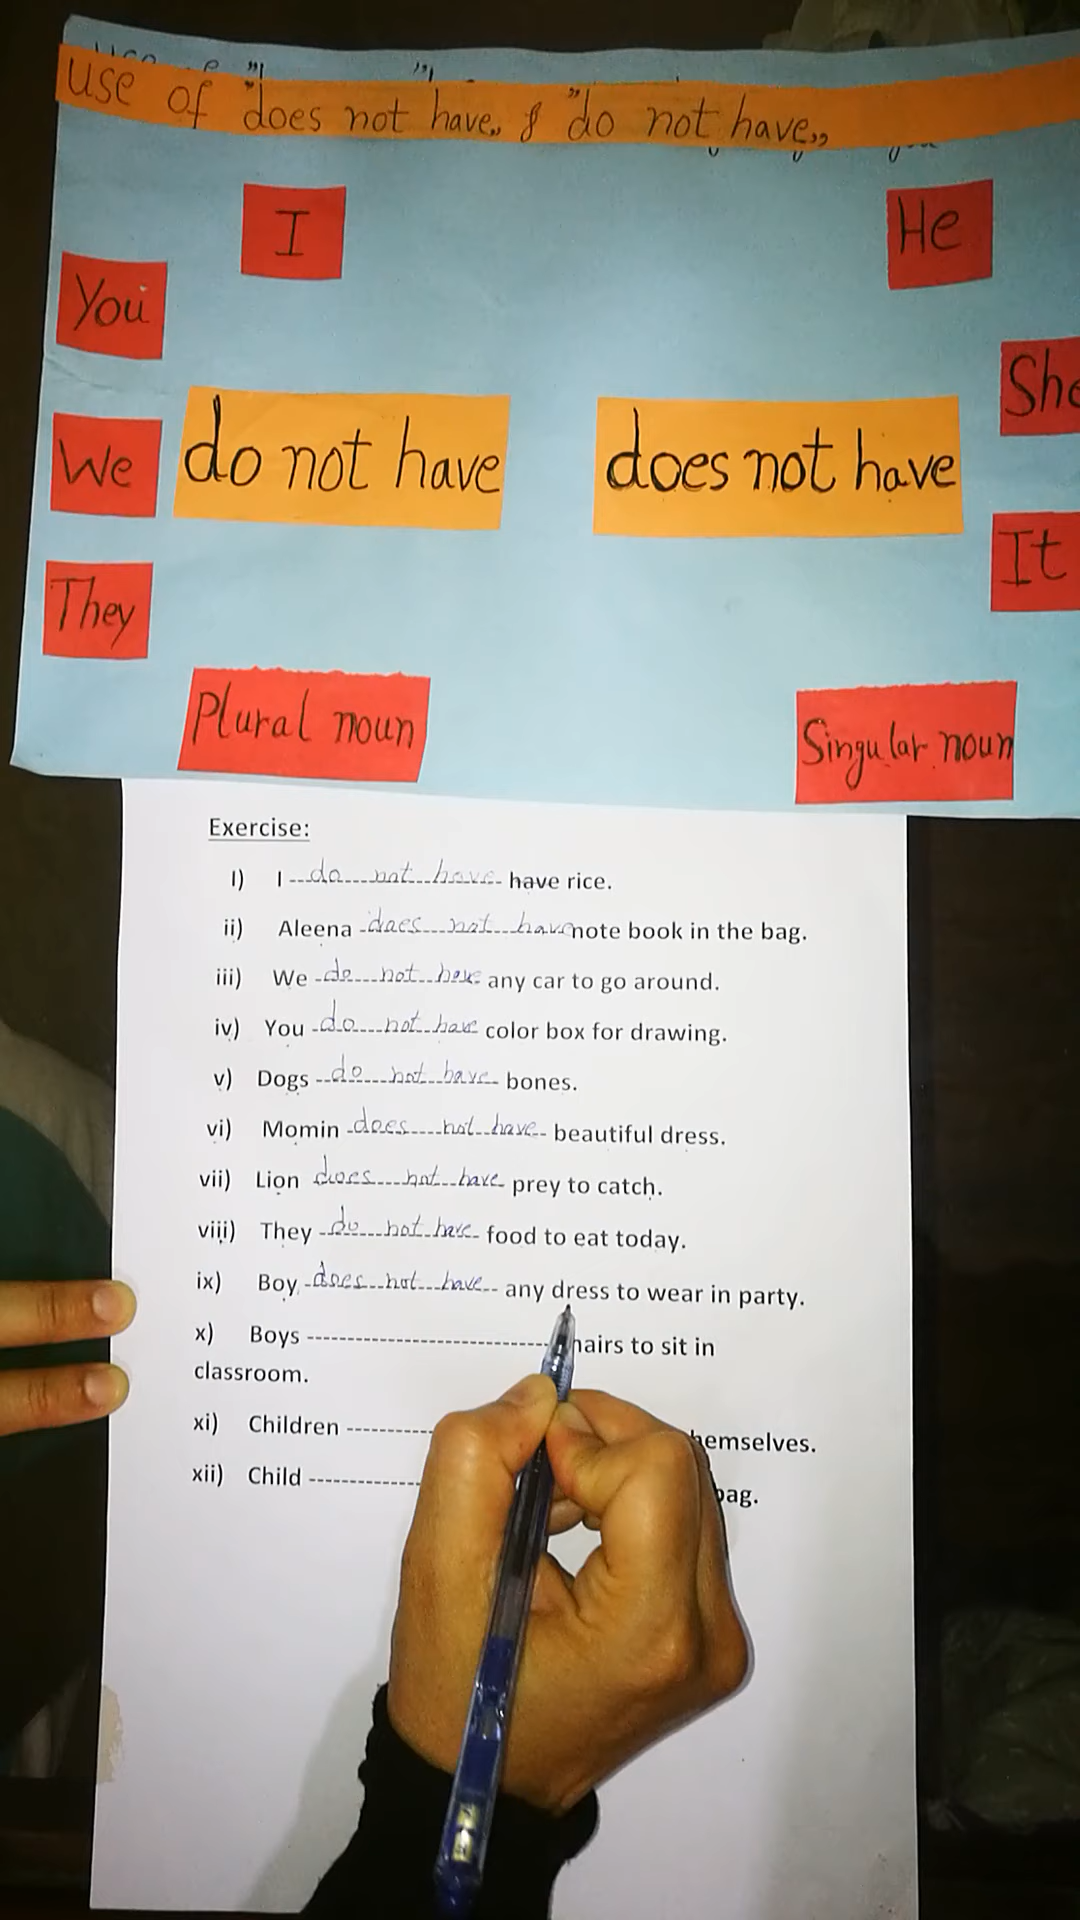 use of "does not have,, & "do not have,,
I
He
You
She
do not have
does not have
We
It
They
Plural noun
Singular noun
Exercise:
I) I do not have have rice.
ii) Aleena does not have note book in the bag.
iii) We do not have any car to go around.
iv) You do not have color box for drawing.
v) Dogs do not have bones.
vi) Momin does not have beautiful dress.
vii) Lion does not have prey to catch.
viii) They do not have food to eat today.
ix) Boy does not have any dress to wear in party.
x) Boys ---------------------------- hairs to sit in
classroom.
xi) Children ---------- hemselves.
xii) Child ------------- bag.